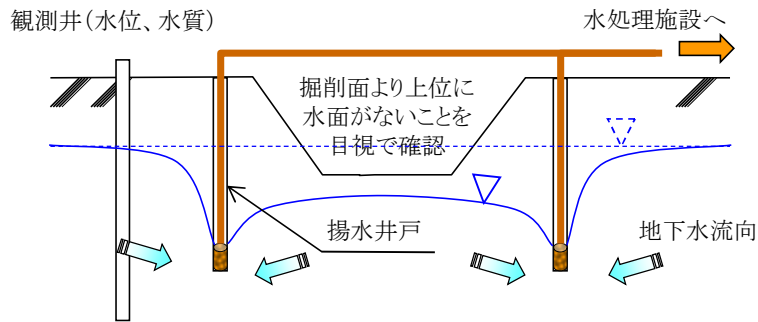 観測井(水位、水質)
水処理施設へ
掘削面より上位に
水面がないことを
目視で確認
揚水井戸
地下水流向